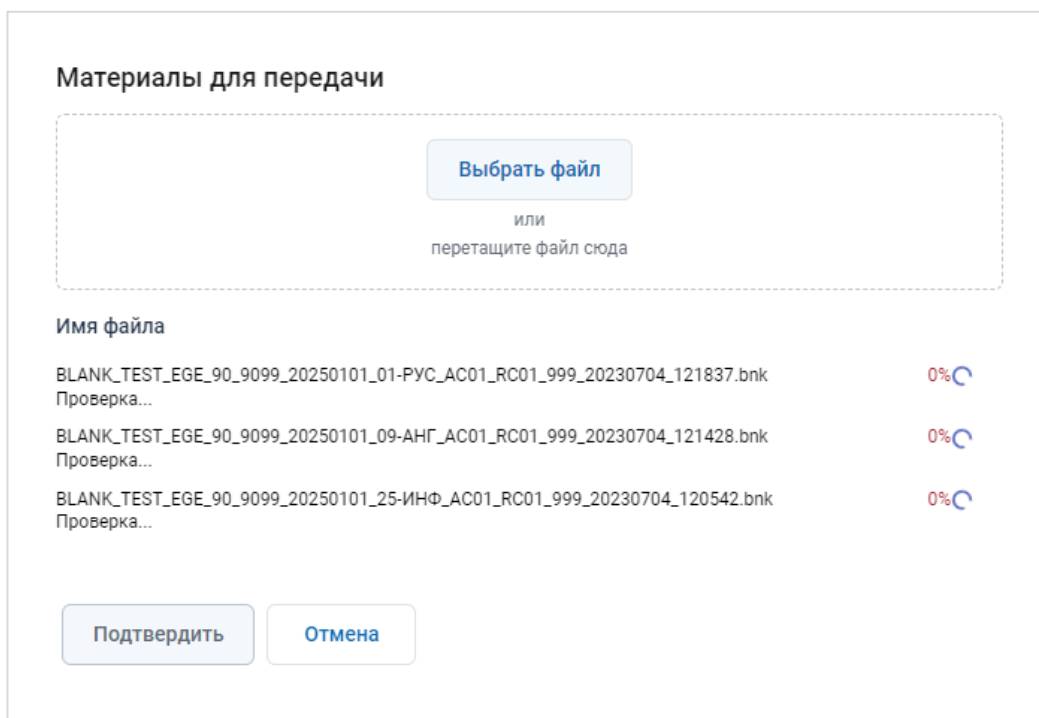 Материалы для передачи
Выбрать файл
или
перетащите файл сюда
Имя файла
BLANK_TEST_EGE_90_9099_20250101_01-РУС_AC01_RC01_999_20230704_121837.bnk 0%
Проверка...
BLANK_TEST_EGE_90_9099_20250101_09-АНГ_AC01_RC01_999_20230704_121428.bnk 0%
Проверка...
BLANK_TEST_EGE_90_9099_20250101_25-ИНФ_AC01_RC01_999_20230704_120542.bnk 0%
Проверка...
Подтвердить Отмена